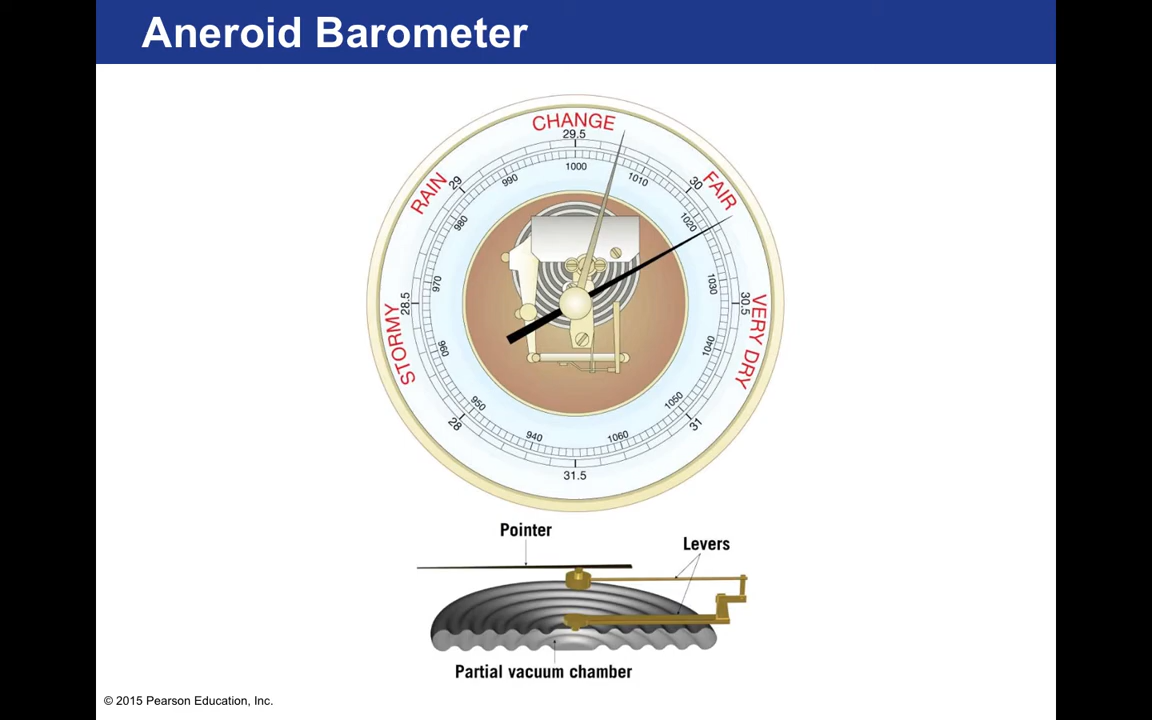 Aneroid Barometer
CHANGE
29.5
1000
RAIN
29
990
1010
30
FAIR
980
1020
970
28.5
STORMY
1030
30.5
VERY DRY
960
1040
950
1050
28
31
940
1060
31.5
Pointer
Levers
Partial vacuum chamber
© 2015 Pearson Education, Inc.